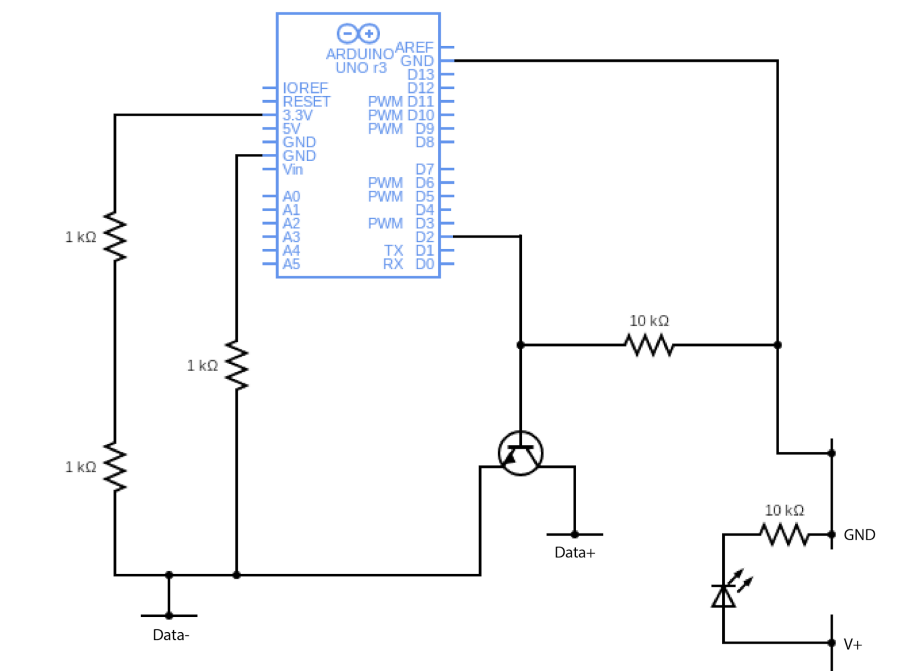 ARDUINO
UNO r3
AREF
GND
D13
IOREF
D12
RESET
PWM D11
3.3V
PWM D10
5V
PWM D9
GND
D8
GND
Vin
D7
PWM D6
A0
PWM D5
A1
D4
A2
PWM D3
A3
D2
A4
TX D1
A5
RX D0
1 kΩ
10 kΩ
1 kΩ
1 kΩ
10 kΩ
GND
Data+
Data-
V+